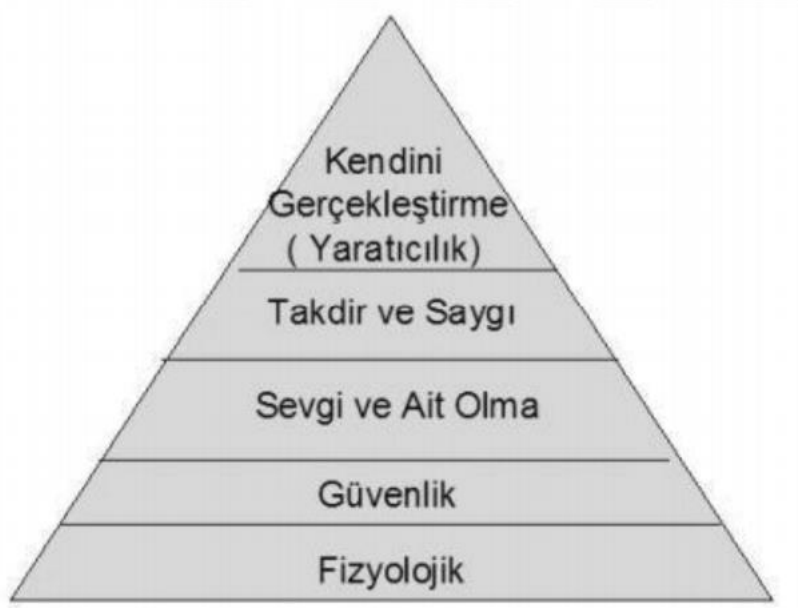 Kendini
Gerçekleştirme
( Yaratıcılık)
Takdir ve Saygı
Sevgi ve Ait Olma
Güvenlik
Fizyolojik